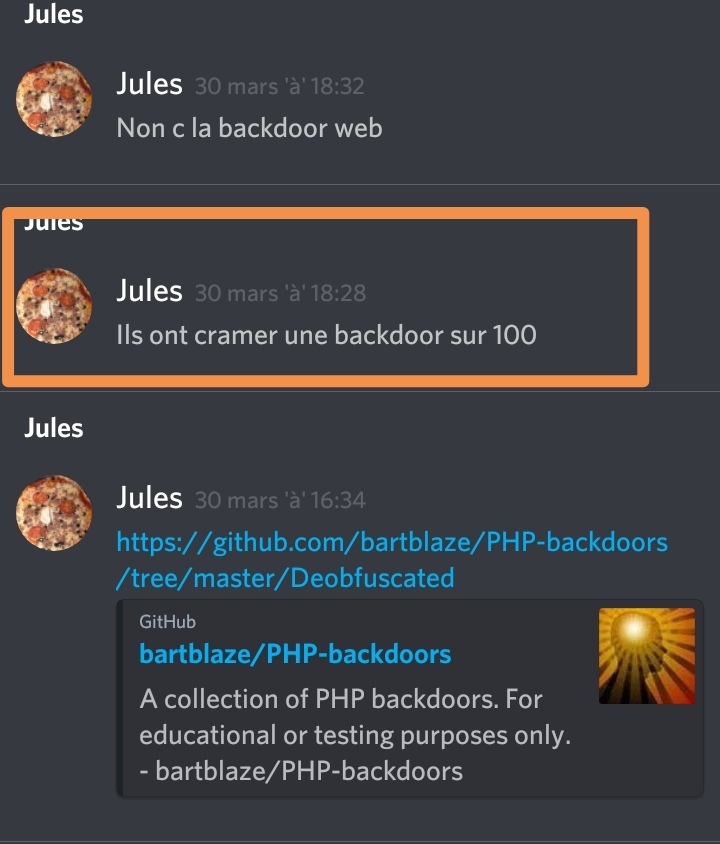 Jules
Jules 30 mars 'à' 18:32
Non c la backdoor web
Jules
Jules 30 mars 'à' 18:28
Ils ont cramer une backdoor sur 100
Jules
Jules 30 mars 'à' 16:34
https://github.com/bartblaze/PHP-backdoors
/tree/master/Deobfuscated
GitHub
bartblaze/PHP-backdoors
A collection of PHP backdoors. For
educational or testing purposes only.
- bartblaze/PHP-backdoors